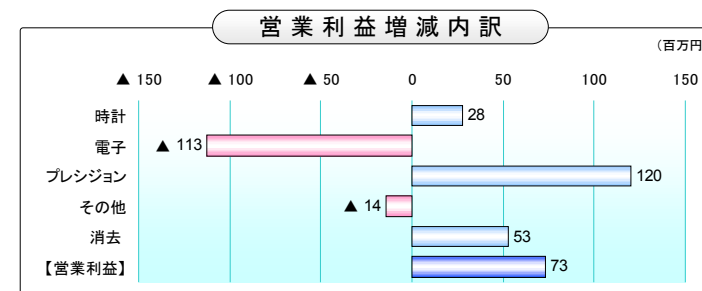 営業利益増減内訳
(百万円
▲ 150 ▲ 100 ▲ 50 0 50 100 150
時計 28
電子 ▲ 113
プレシジョン 120
その他 ▲ 14
消去 53
【営業利益】 73